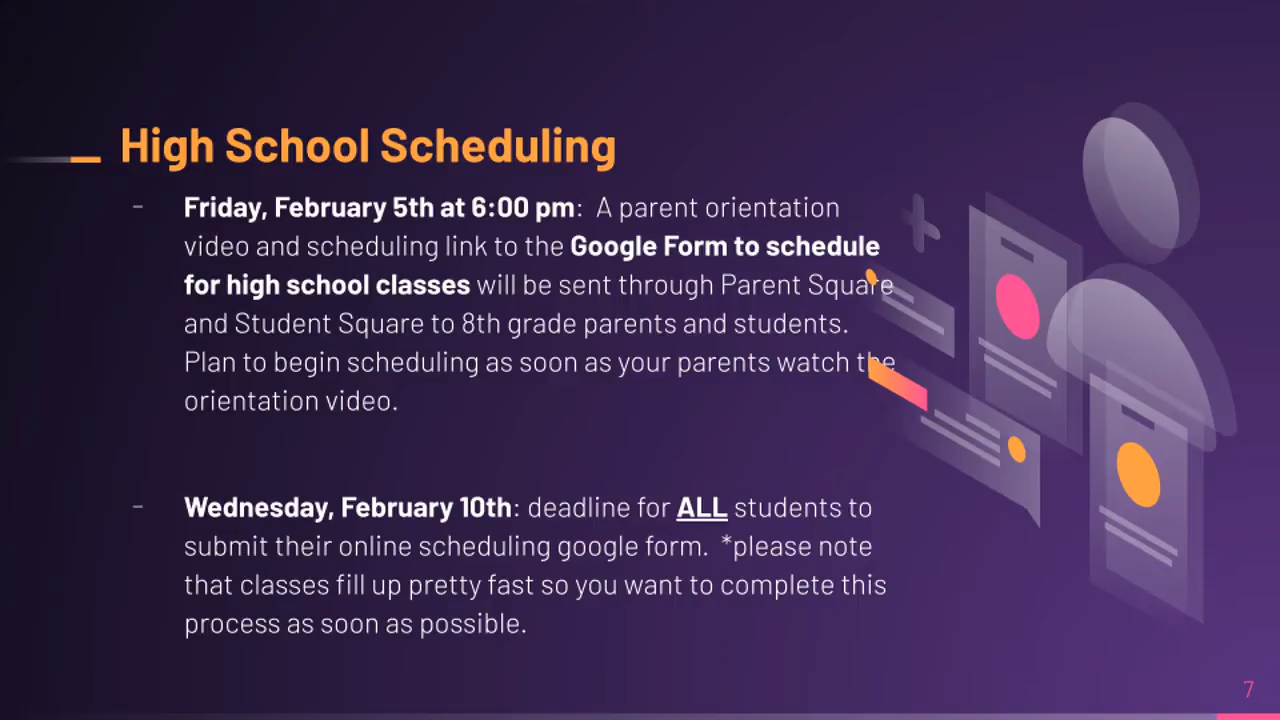 High School Scheduling
- Friday, February 5th at 6:00 pm:  A parent orientation
video and scheduling link to the Google Form to schedule
for high school classes will be sent through Parent Square
and Student Square to 8th grade parents and students.
Plan to begin scheduling as soon as your parents watch the
orientation video.
- Wednesday, February 10th: deadline for ALL students to
submit their online scheduling google form.  *please note
that classes fill up pretty fast so you want to complete this
process as soon as possible.
7